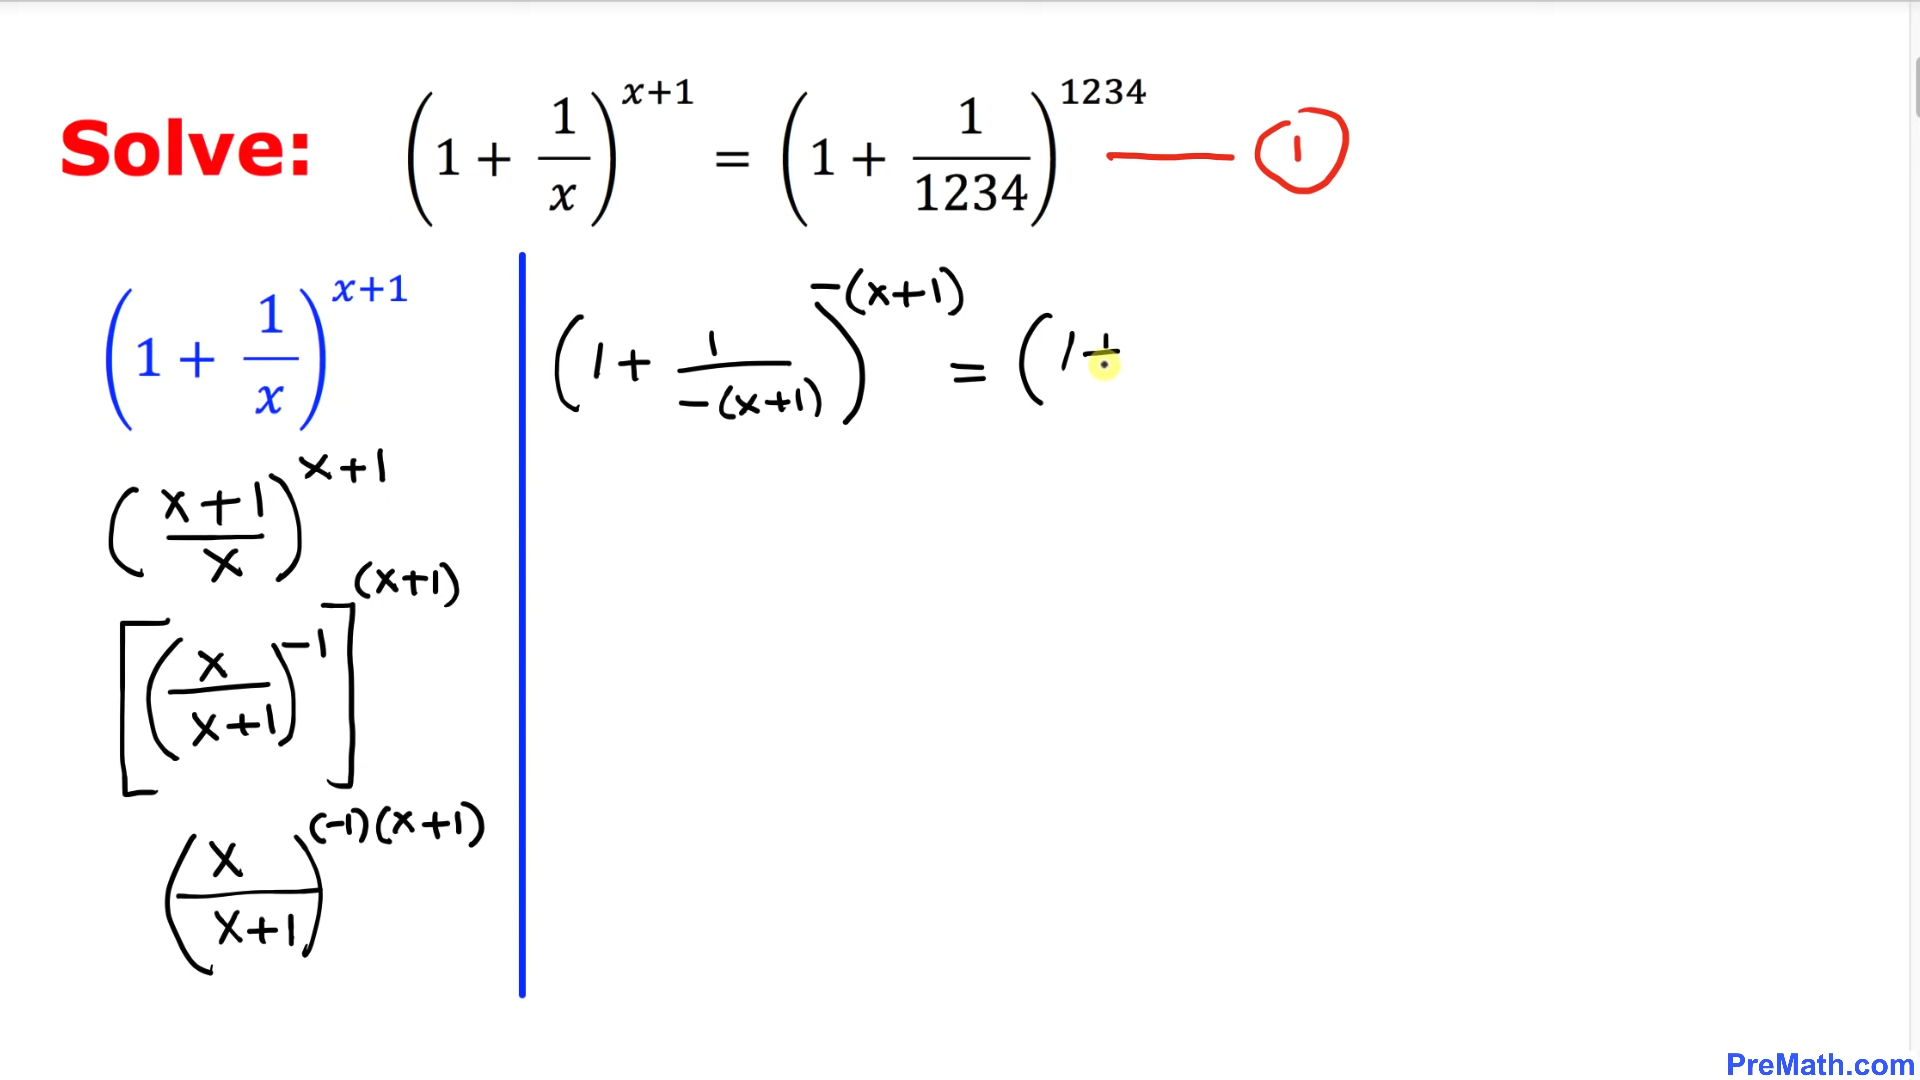 Solve: (1 + 1/x)^(x+1) = (1 + 1/1234)^1234 —— ①
(1 + 1/x)^(x+1)
((x+1)/x)^(x+1)
[(x/(x+1))^(-1)]^((x+1))
(x/(x+1))^((-1)(x+1))
(1 + 1/(-(x+1)))^(-(x+1)) = (1+
PreMath.com